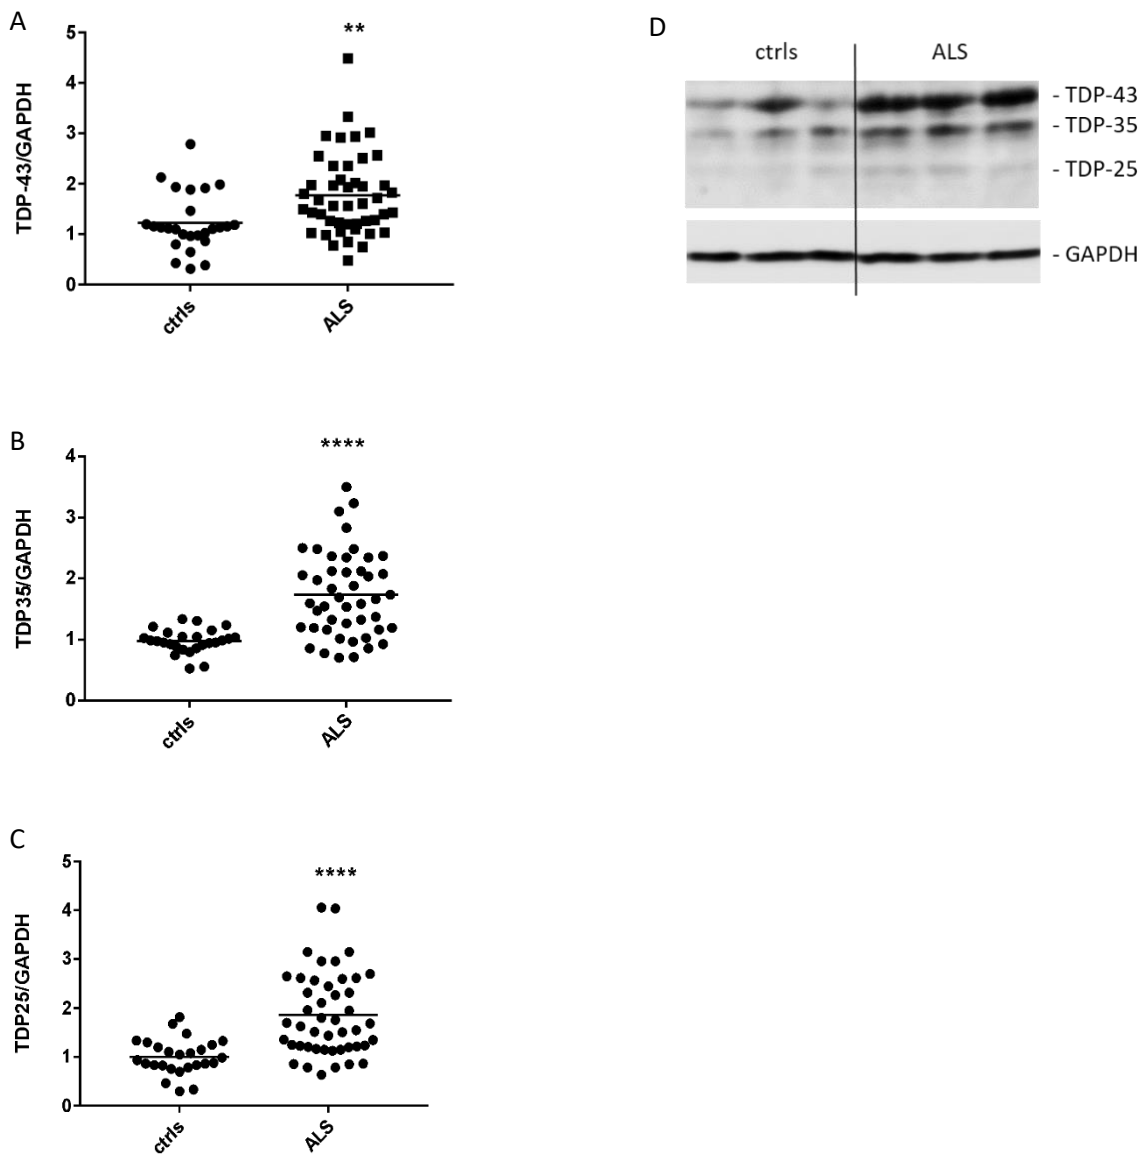 A
TDP-43/GAPDH
5
4
3
2
1
0
**
ctrls
ALS
D
ctrls
ALS
- TDP-43
- TDP-35
- TDP-25
- GAPDH
B
TDP35/GAPDH
4
3
2
1
0
****
ctrls
ALS
C
TDP25/GAPDH
5
4
3
2
1
0
****
ctrls
ALS